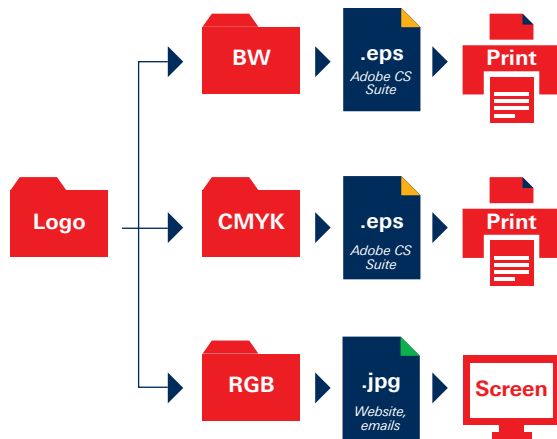 BW
.eps
Adobe CS
Suite
Print
Logo
CMYK
.eps
Adobe CS
Suite
Print
RGB
.jpg
Website,
emails
Screen